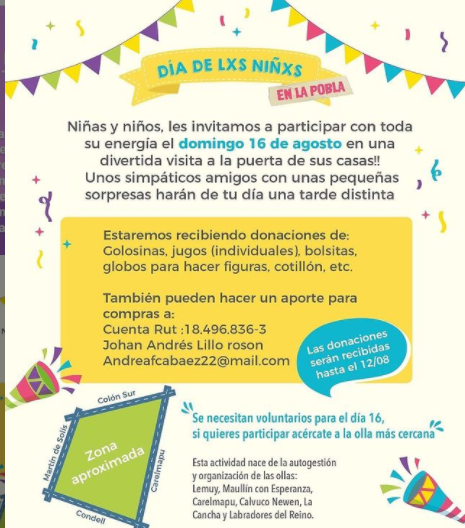 DÍA DE LXS NIÑXS
EN LA POBLA
Niñas y niños, les invitamos a participar con toda
su energía el domingo 16 de agosto en una
divertida visita a la puerta de sus casas!!
Unos simpáticos amigos con unas pequeñas
sorpresas harán de tu día una tarde distinta
Estaremos recibiendo donaciones de:
Golosinas, jugos (individuales), bolsitas,
globos para hacer figuras, cotillón, etc.
También pueden hacer un aporte para
compras a:
Cuenta Rut :18.496.836-3
Johan Andrés Lillo roson
Andreafcabaez22@mail.com
Las donaciones
serán recibidas
hasta el 12/08
Colón Sur
Martín de Solís
Zona
aproximada
Carelmapu
Condell
"Se necesitan voluntarios para el día 16,
si quieres participar acércate a la olla más cercana"
Esta actividad nace de la autogestión
y organización de las ollas:
Lemuy, Maullín con Esperanza,
Carelmapu, Calvuco Newen, La
Cancha y Labradores del Reino.